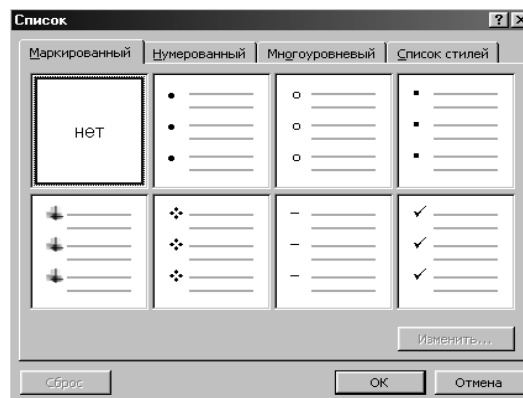 Список
Маркированный Нумерованный Многоуровневый Список стилей
нет
Изменить...
Сброс ОК Отмена